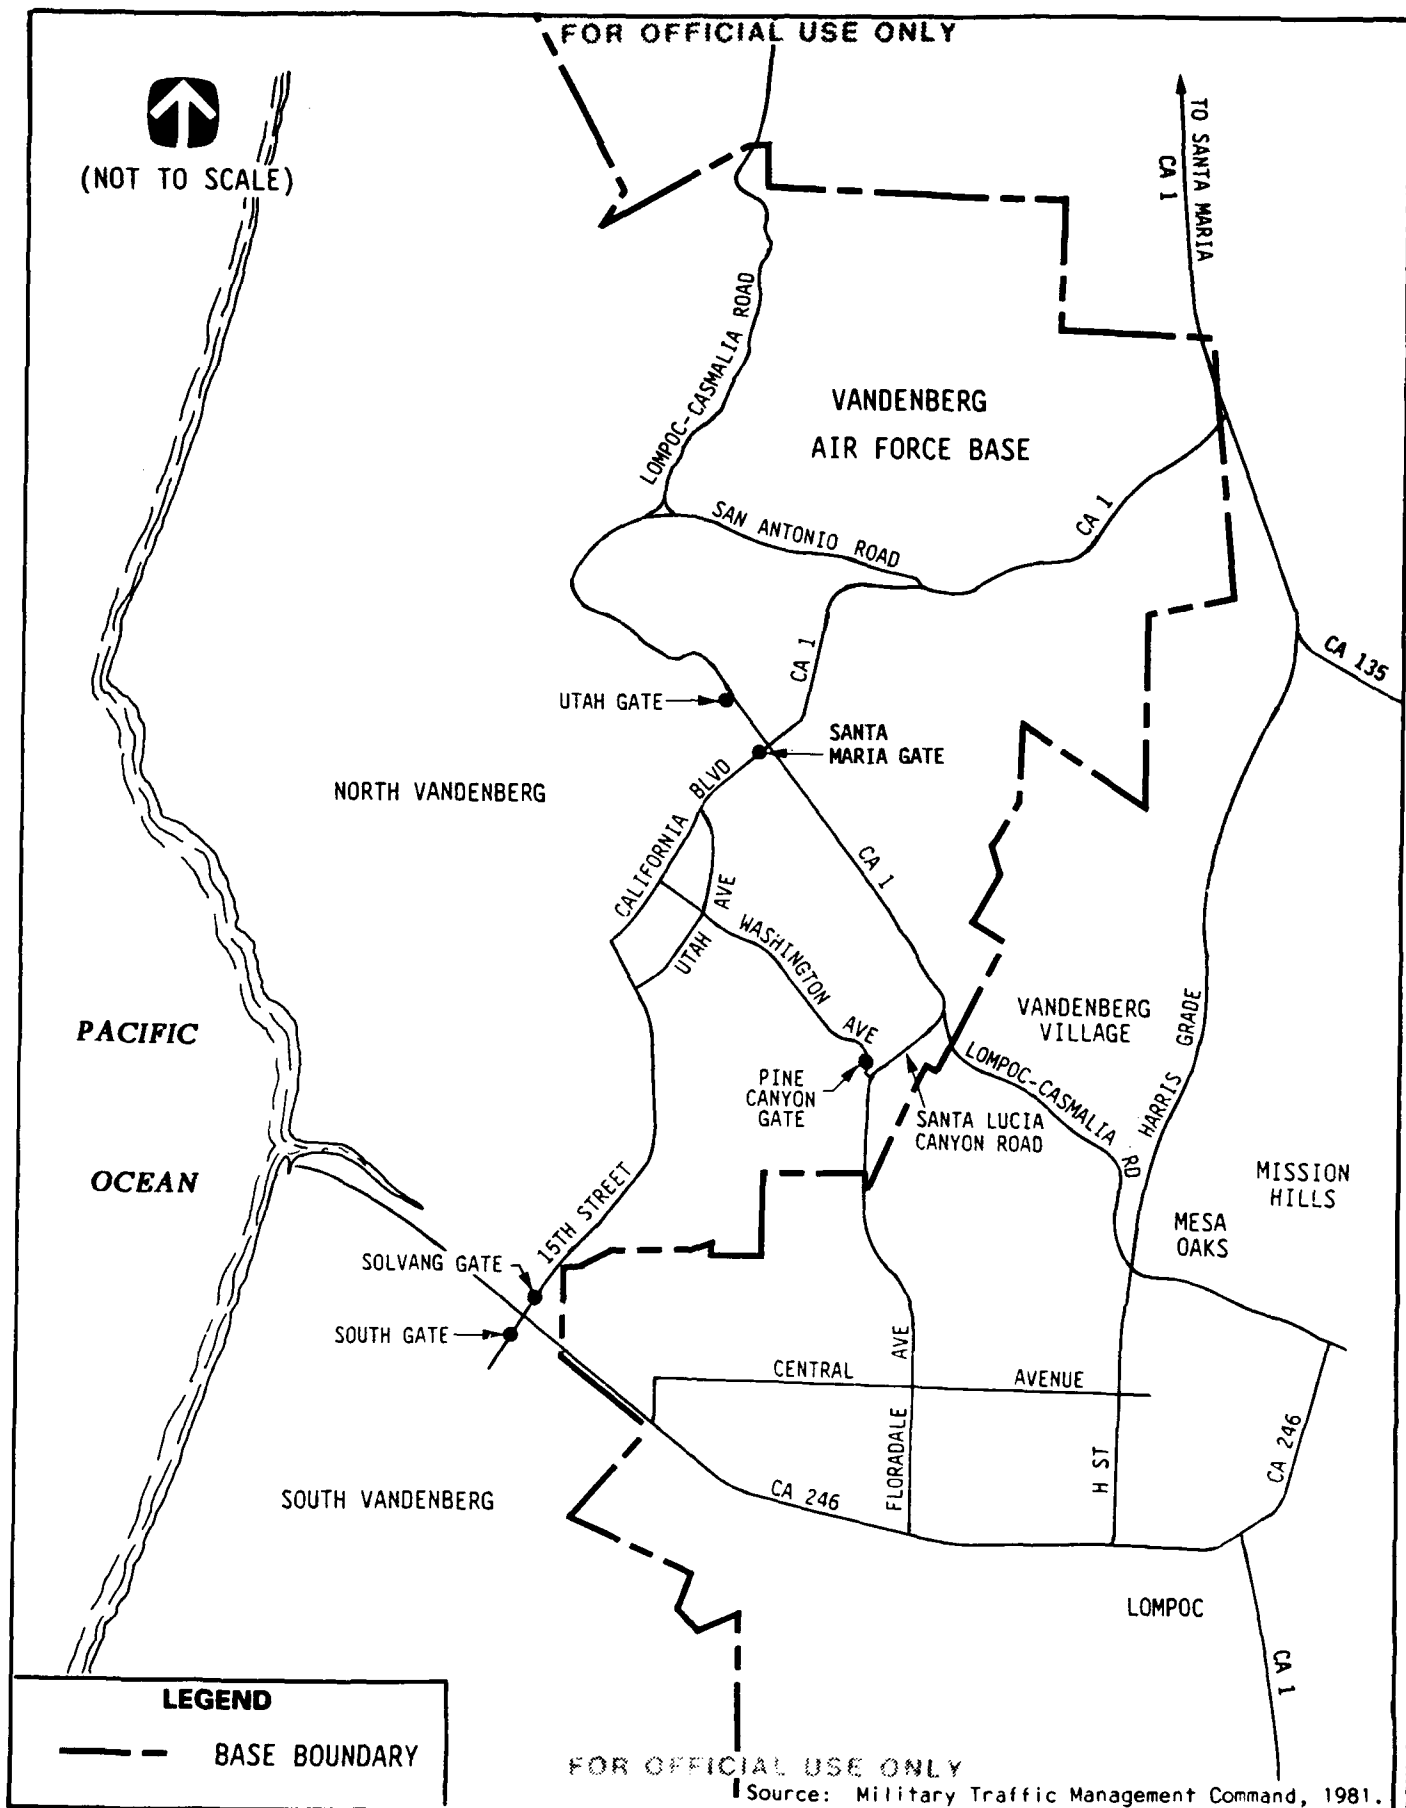 FOR OFFICIAL USE ONLY
(NOT TO SCALE)
TO SANTA MARIA
CA 1
LOMPOC-CASMALIA ROAD
VANDENBERG
AIR FORCE BASE
SAN ANTONIO ROAD
CA 1
CA 1
CA 135
UTAH GATE
SANTA
MARIA GATE
NORTH VANDENBERG
CALIFORNIA BLVD
CA 1
UTAH AVE
WASHINGTON AVE
PACIFIC
OCEAN
VANDENBERG
VILLAGE
HARRIS GRADE
PINE
CANYON
GATE
LOMPOC-CASMALIA RD
SANTA LUCIA
CANYON ROAD
MISSION
HILLS
MESA
OAKS
15TH STREET
SOLVANG GATE
SOUTH GATE
CENTRAL AVENUE
FLORADALE AVE
H ST
CA 246
CA 246
SOUTH VANDENBERG
LOMPOC
CA 1
LEGEND
BASE BOUNDARY
FOR OFFICIAL USE ONLY
Source: Military Traffic Management Command, 1981.